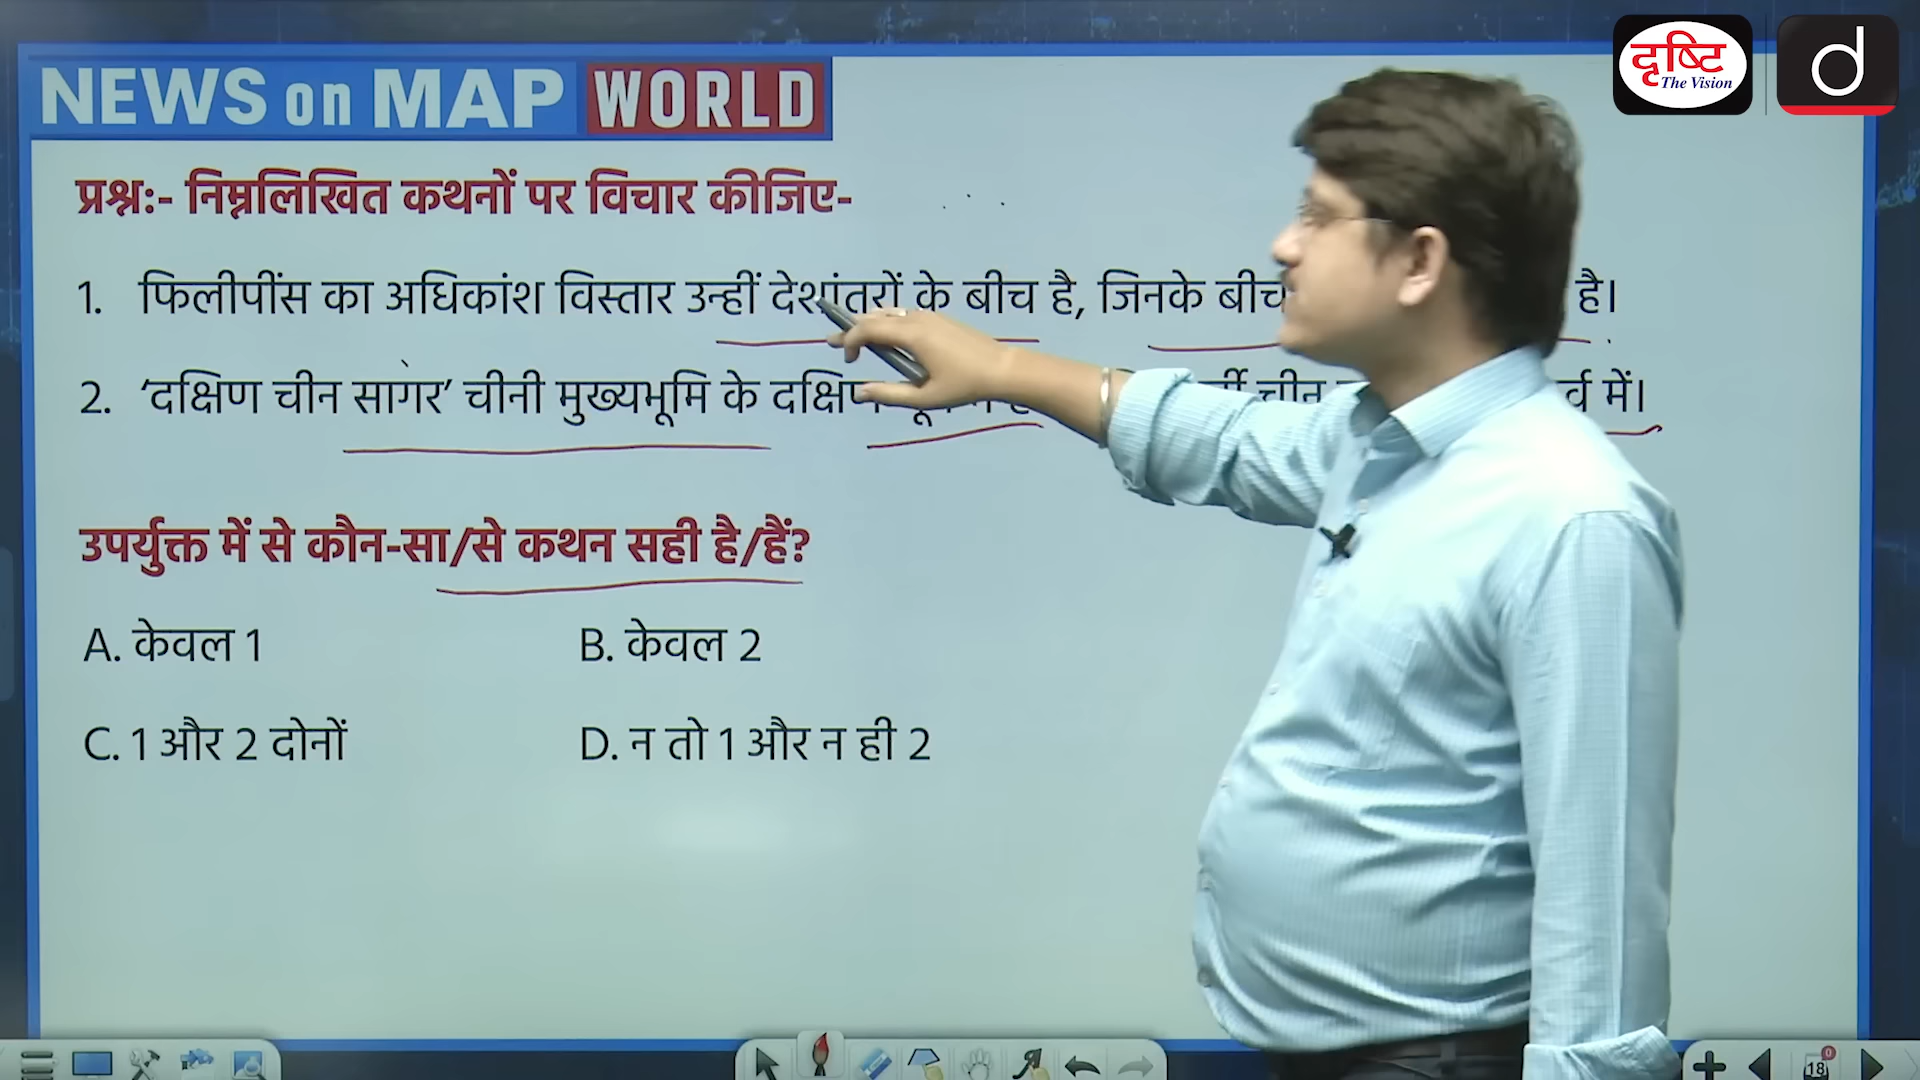 दृष्टि
The Vision
d
NEWS on MAP WORLD
प्रश्न:- निम्नलिखित कथनों पर विचार कीजिए-
1. फिलीपींस का अधिकांश विस्तार उन्हीं देशांतरों के बीच है, जिनके बीच है।
2. ‘दक्षिण चीन सागर’ चीनी मुख्यभूमि के दक्षिण चीन में।
उपर्युक्त में से कौन-सा/से कथन सही है/हैं?
A. केवल 1
B. केवल 2
C. 1 और 2 दोनों
D. न तो 1 और न ही 2
18